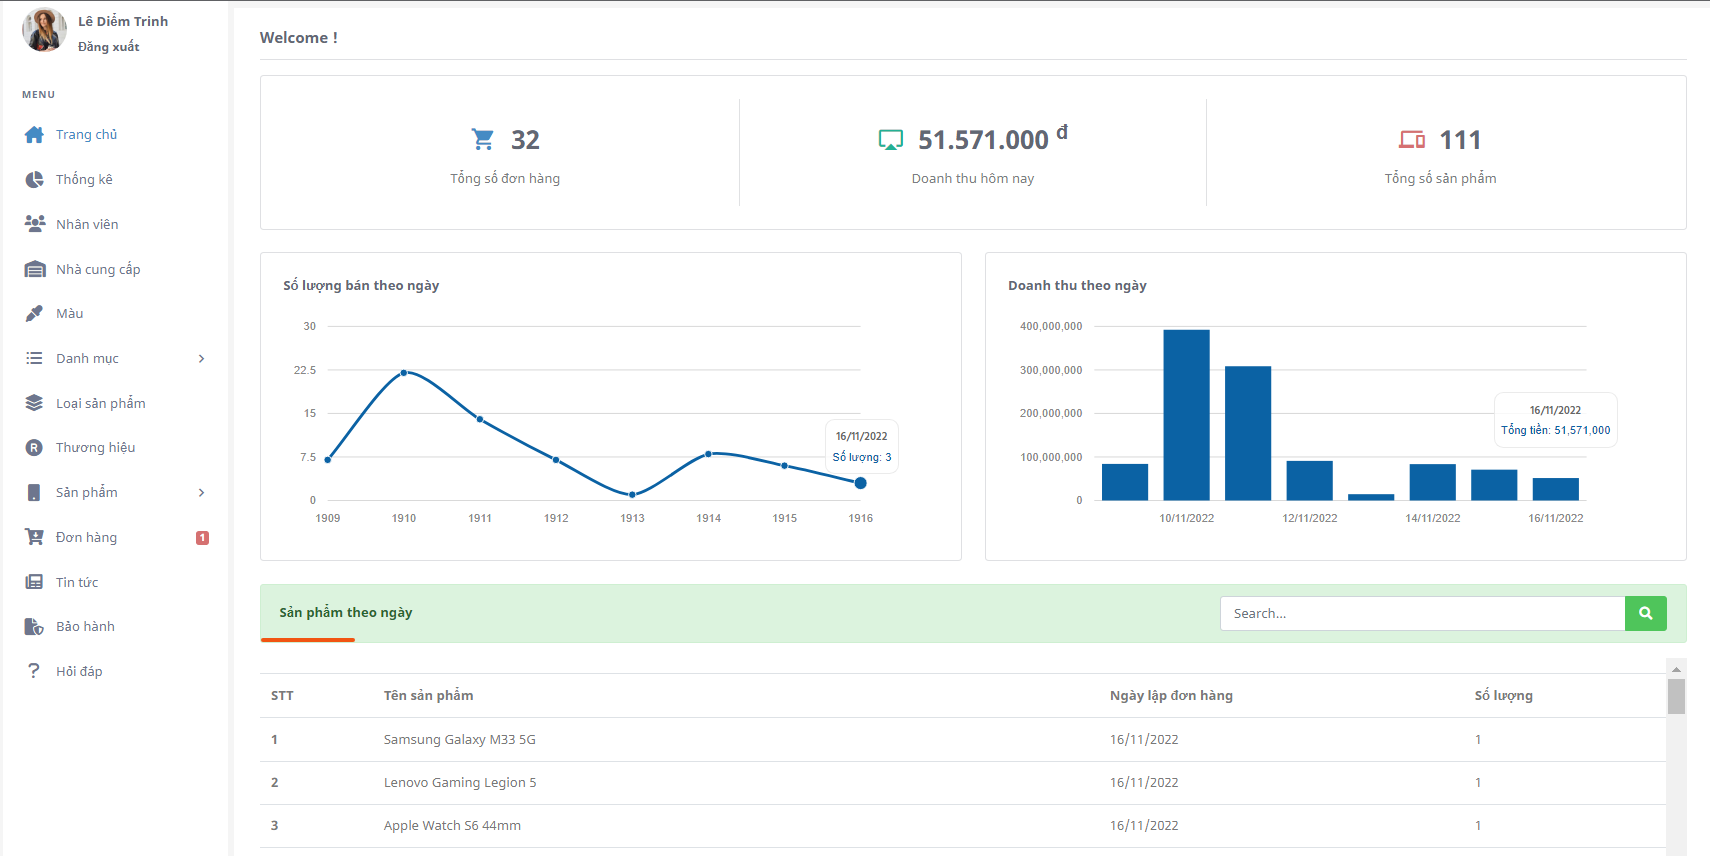 Lê Diễm Trinh
Đăng xuất
MENU
Trang chủ
Thống kê
Nhân viên
Nhà cung cấp
Màu
Danh mục
Loại sản phẩm
R
Thương hiệu
Sản phẩm
Đơn hàng
1
Tin tức
Bảo hành
?
Hỏi đáp
Welcome !
32
Tổng số đơn hàng
51.571.000 đ
Doanh thu hôm nay
111
Tổng số sản phẩm
Số lượng bán theo ngày
30
22.5
15
7.5
0
1909 1910 1911 1912 1913 1914 1915 1916
16/11/2022
Số lượng: 3
Doanh thu theo ngày
400,000,000
300,000,000
200,000,000
100,000,000
0
10/11/2022 12/11/2022 14/11/2022 16/11/2022
16/11/2022
Tổng tiền: 51,571,000
Sản phẩm theo ngày
Search...
STT Tên sản phẩm Ngày lập đơn hàng Số lượng
1 Samsung Galaxy M33 5G 16/11/2022 1
2 Lenovo Gaming Legion 5 16/11/2022 1
3 Apple Watch S6 44mm 16/11/2022 1